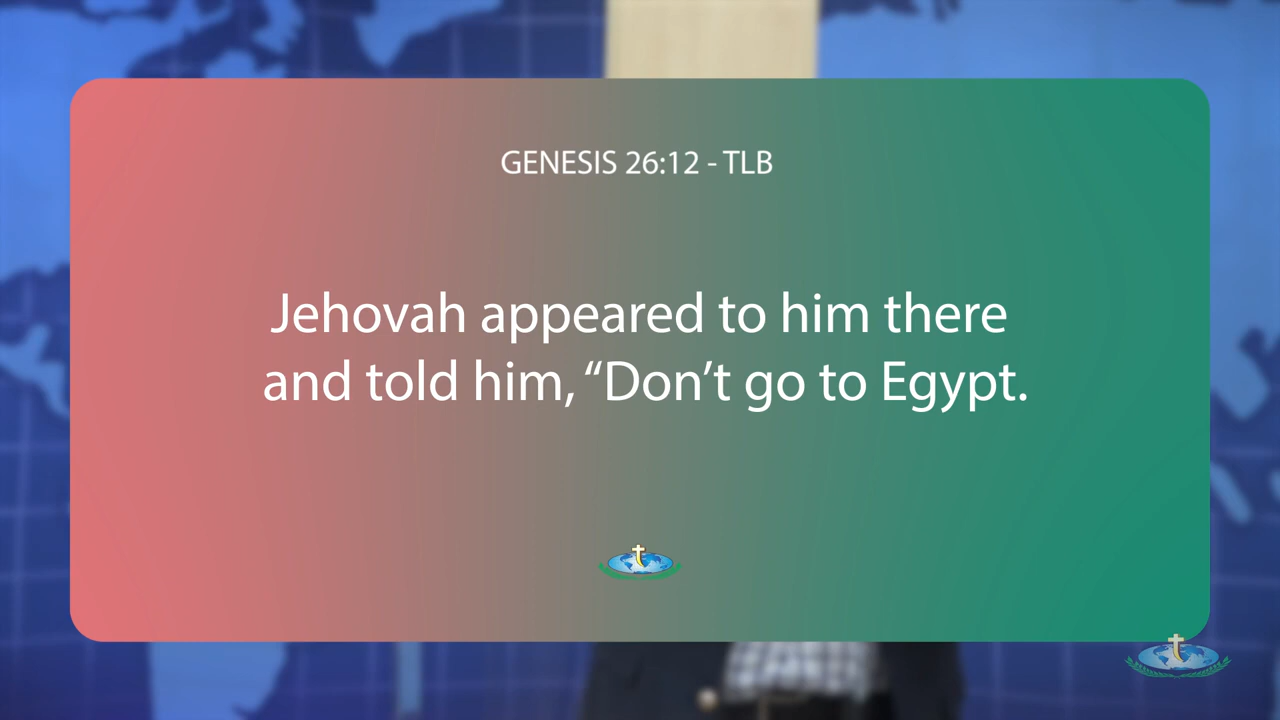 GENESIS 26:12 - TLB
Jehovah appeared to him there
and told him, “Don’t go to Egypt.